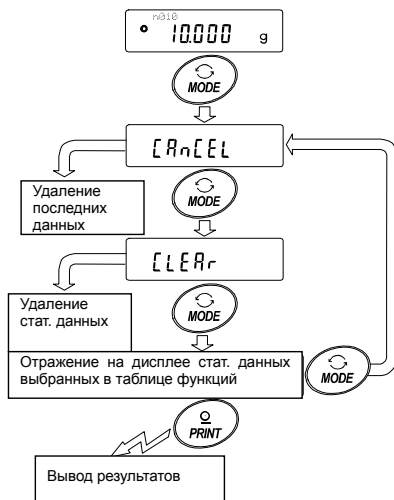 n010
10.000 g
MODE
CAnCEL
Удаление
последних
данных
MODE
CLEAr
Удаление
стат. данных
MODE
Отражение на дисплее стат. данных
выбранных в таблице функций
MODE
PRINT
Вывод результатов